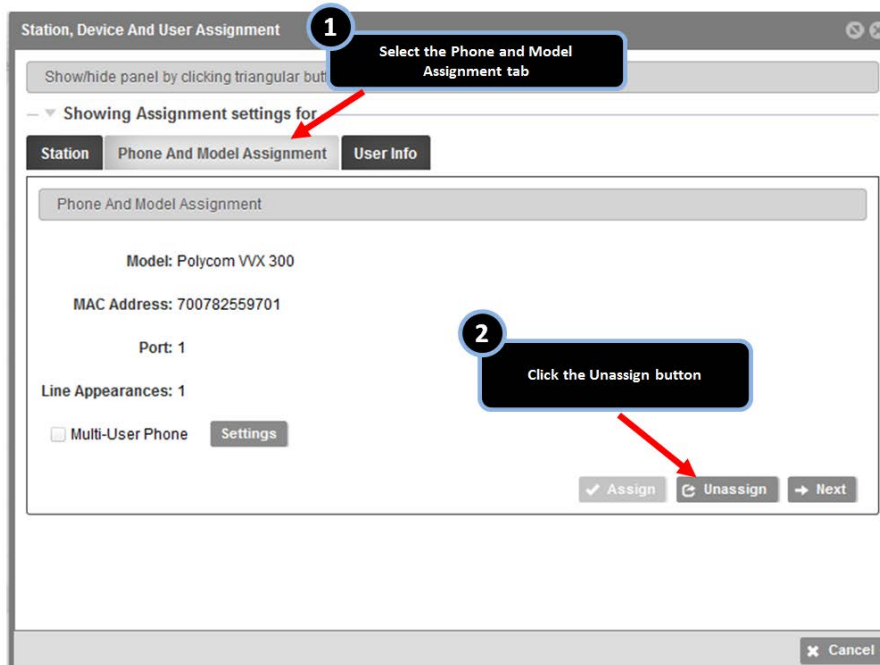 Station, Device And User Assignment
1
Select the Phone and Model
Assignment tab
Show/hide panel by clicking triangular
Showing Assignment settings for
Station
Phone And Model Assignment
User Info
Phone And Model Assignment
Model: Polycom VVX 300
MAC Address: 700782559701
Port: 1
2
Click the Unassign button
Line Appearances: 1
Multi-User Phone
Settings
Assign
Unassign
Next
Cancel